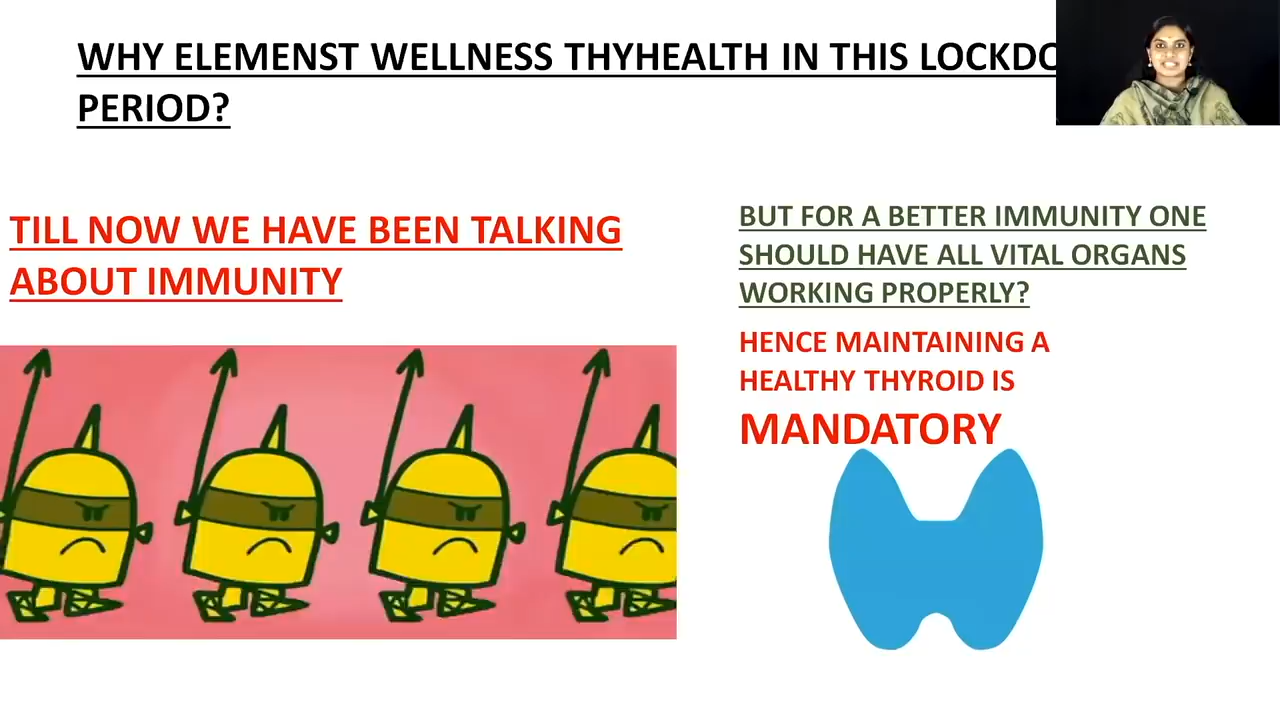 WHY ELEMENST WELLNESS THYHEALTH IN THIS
PERIOD?
TILL NOW WE HAVE BEEN TALKING
ABOUT IMMUNITY
BUT FOR A BETTER IMMUNITY ONE
SHOULD HAVE ALL VITAL ORGANS
WORKING PROPERLY?
HENCE MAINTAINING A
HEALTHY THYROID IS
MANDATORY